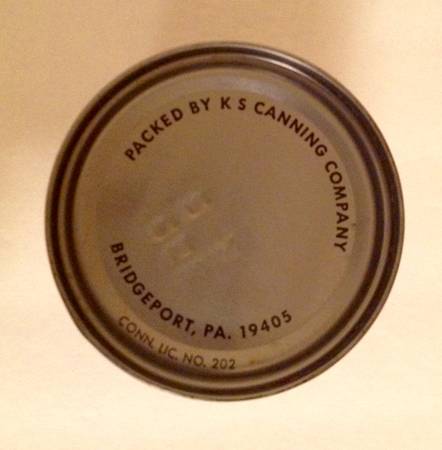 PACKED BY K S CANNING COMPANY
BRIDGEPORT, PA. 19405
CONN. LIC. NO. 202